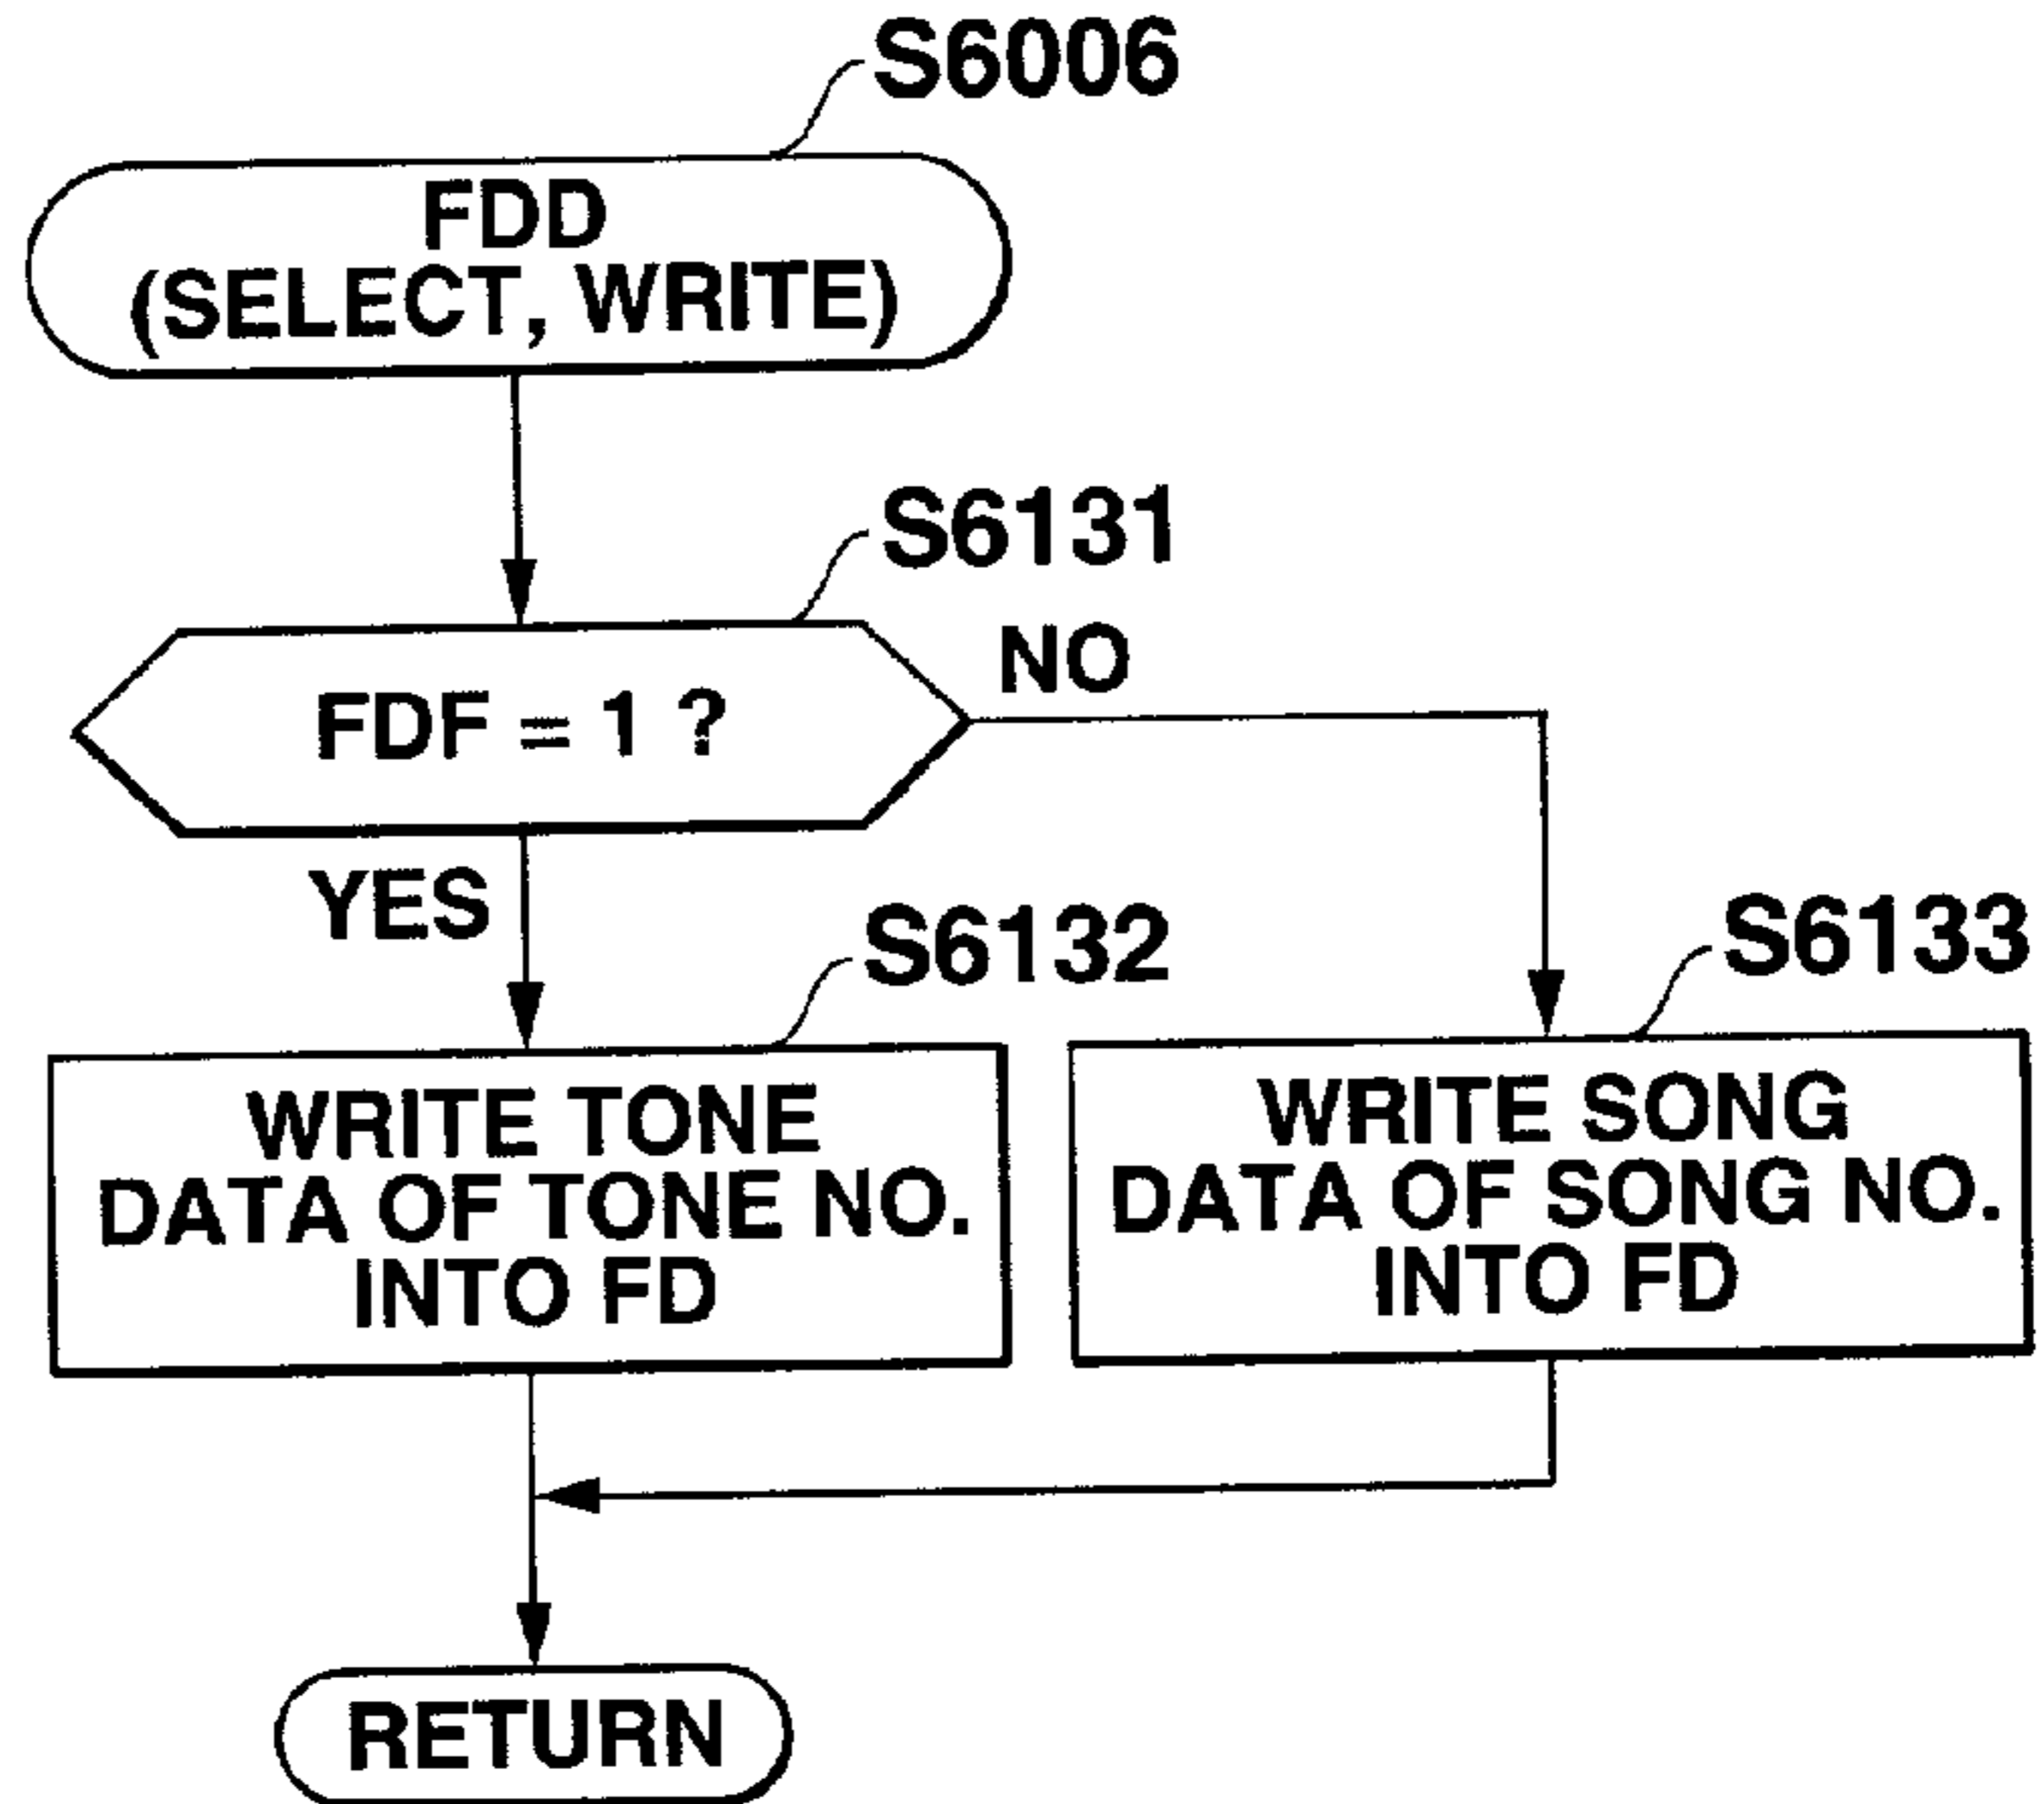 S6006
FDD
(SELECT, WRITE)
S6131
NO
FDF = 1 ?
YES
S6132
S6133
WRITE TONE
DATA OF TONE NO.
INTO FD
WRITE SONG
DATA OF SONG NO.
INTO FD
RETURN